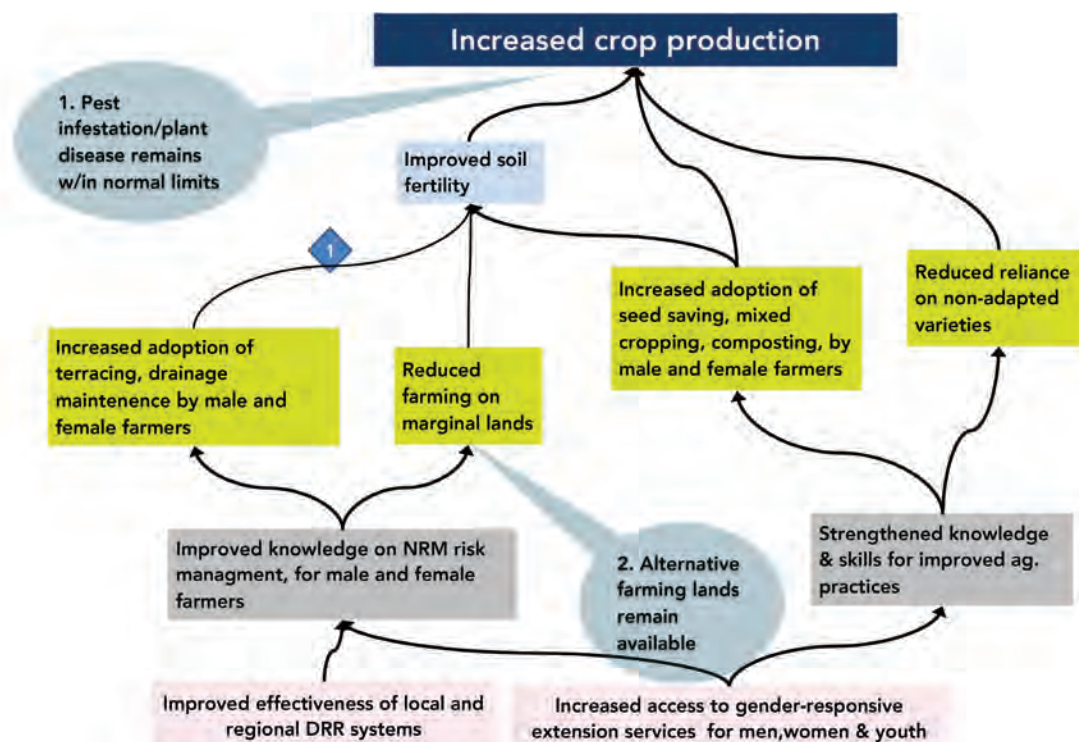 Increased crop production
1. Pest
infestation/plant
disease remains
w/in normal limits
Improved soil
fertility
1
Increased adoption of
terracing, drainage
maintenence by male and
female farmers
Reduced
farming on
marginal lands
Increased adoption of
seed saving, mixed
cropping, composting, by
male and female farmers
Reduced reliance
on non-adapted
varieties
Improved knowledge on NRM risk
managment, for male and female
farmers
2. Alternative
farming lands
remain
available
Strengthened knowledge
& skills for improved ag.
practices
Improved effectiveness of local and
regional DRR systems
Increased access to gender-responsive
extension services for men,women & youth